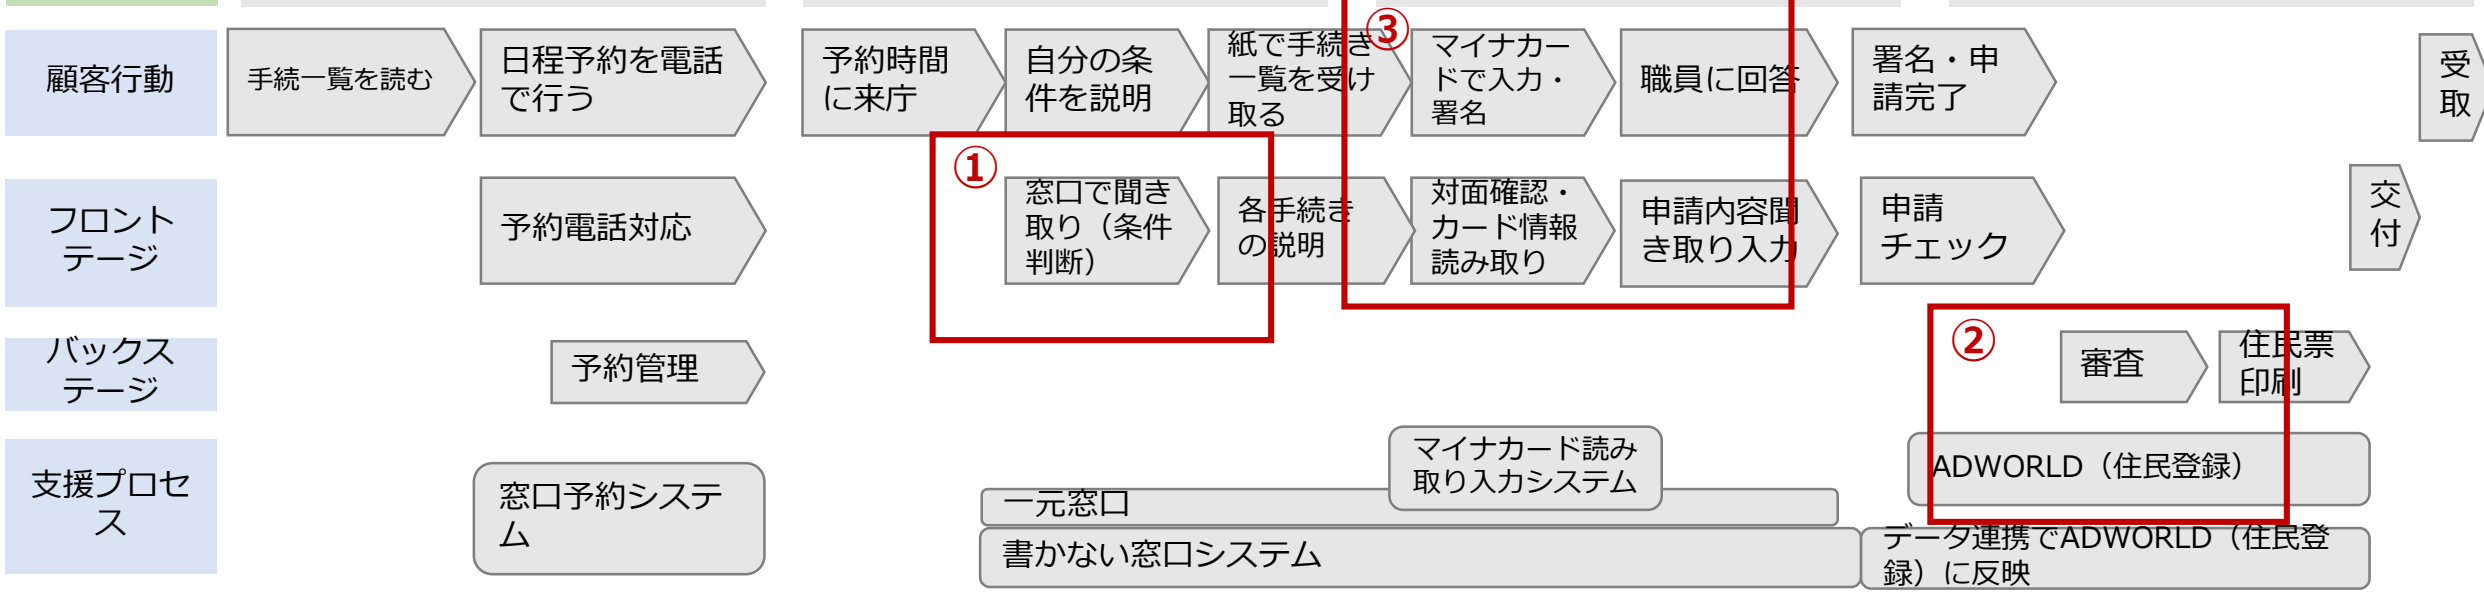 顧客行動
手続一覧を読む
日程予約を電話
で行う
予約時間
に来庁
自分の条
件を説明
紙で手続き
一覧を受け
取る
③
マイナカー
ドで入力・
署名
職員に回答
署名・申
請完了
受
取
フロント
テージ
予約電話対応
①
窓口で聞き
取り（条件
判断）
各手続き
の説明
対面確認・
カード情報
読み取り
申請内容聞
き取り入力
申請
チェック
交
付
バックス
テージ
予約管理
②
審査
住民票
印刷
支援プロセ
ス
窓口予約システ
ム
マイナカード読み
取り入力システム
一元窓口
書かない窓口システム
ADWORLD（住民登録）
データ連携でADWORLD（住民登
録）に反映